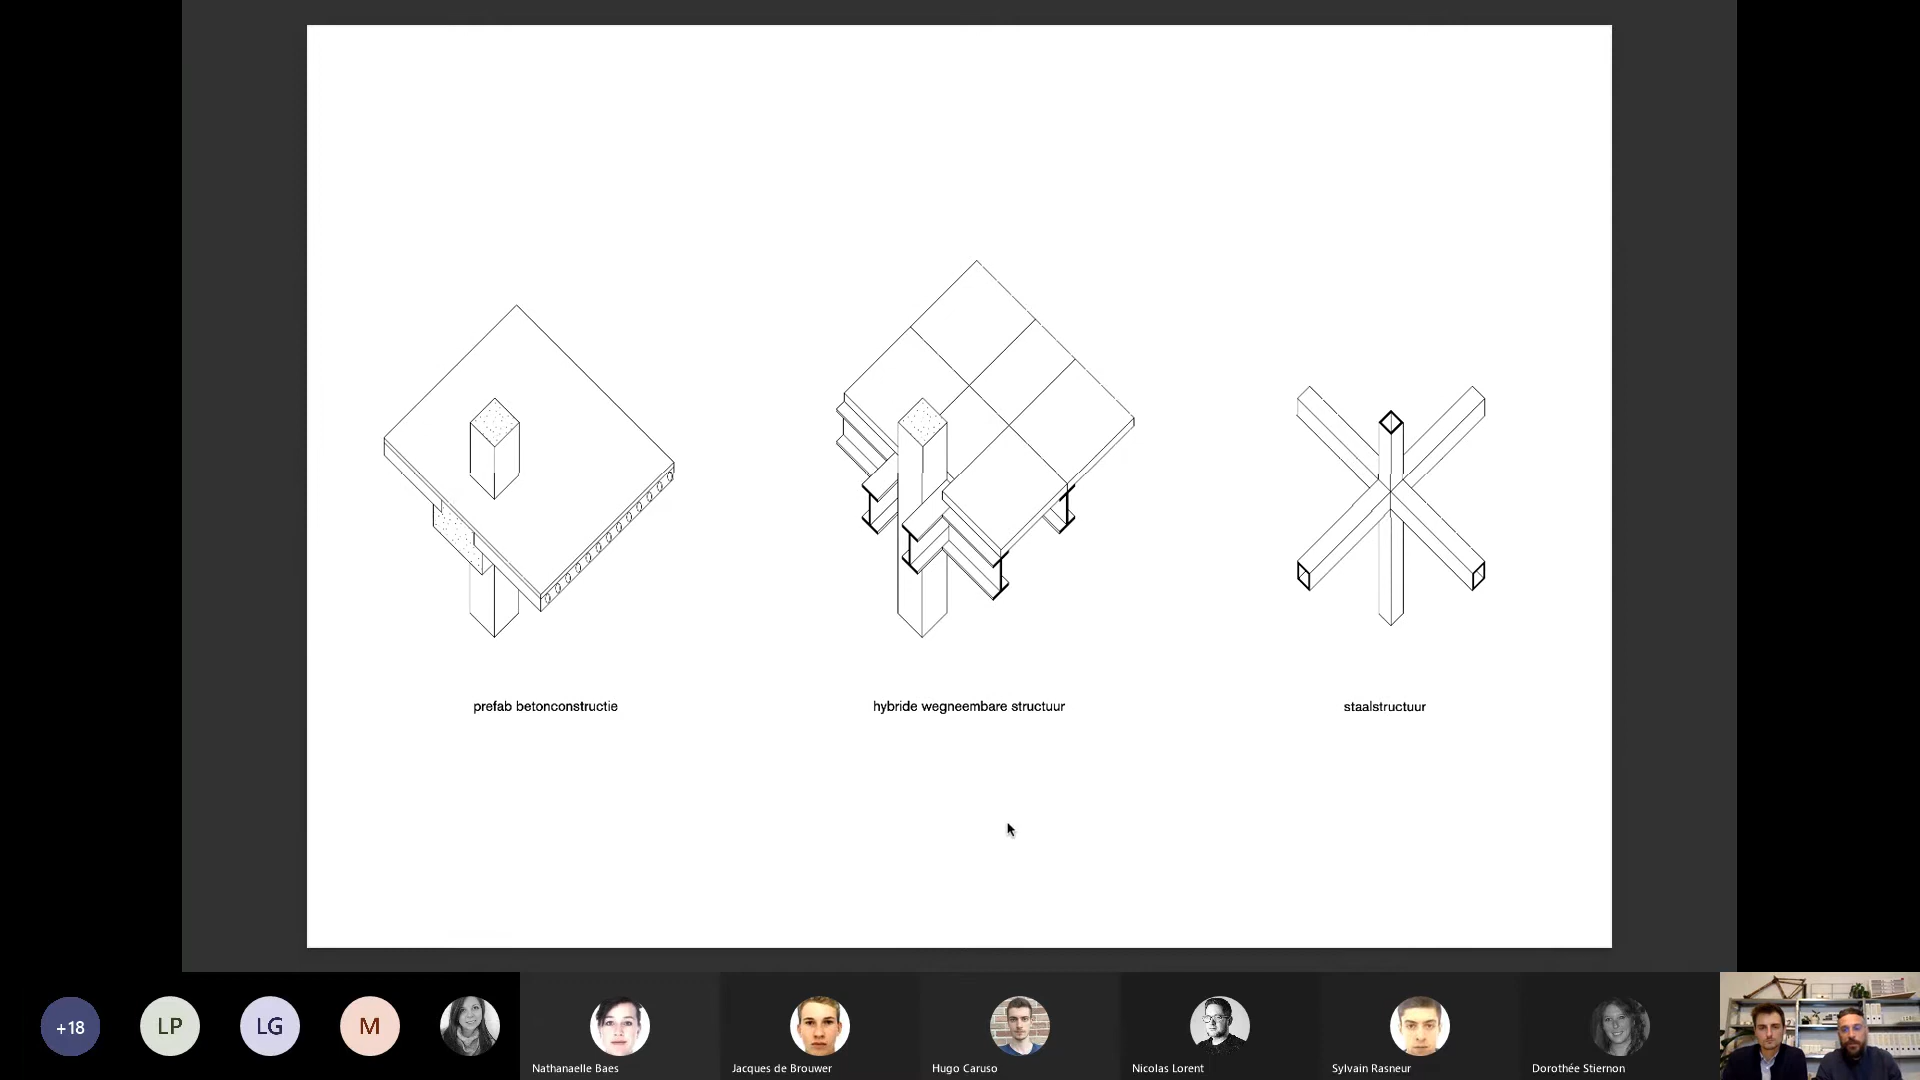 prefab betonconstructie
hybride wegneembare structuur
staalstructuur
+18
LP
LG
M
Nathanaelle Baes
Jacques de Brouwer
Hugo Caruso
Nicolas Lorent
Sylvain Rasneur
Dorothée Stiernon